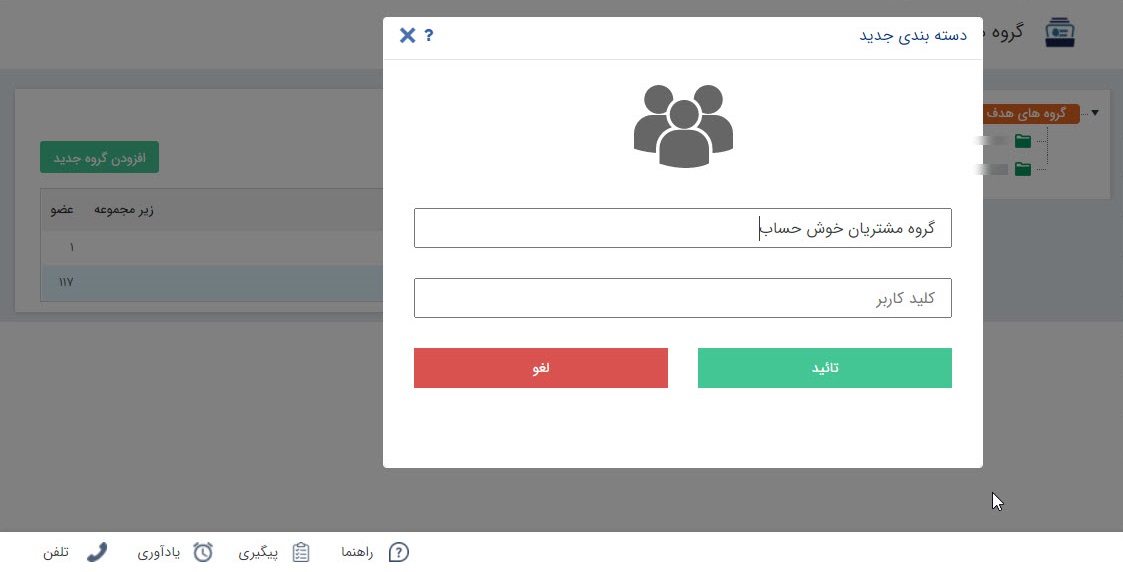 گروه
دسته بندی جدید
?
گروه های هدف
افزودن گروه جدید
زیر مجموعه
عضو
۱
۱۱۷
گروه مشتریان خوش حساب
کلید کاربر
تائید
لغو
راهنما
پیگیری
یادآوری
تلفن